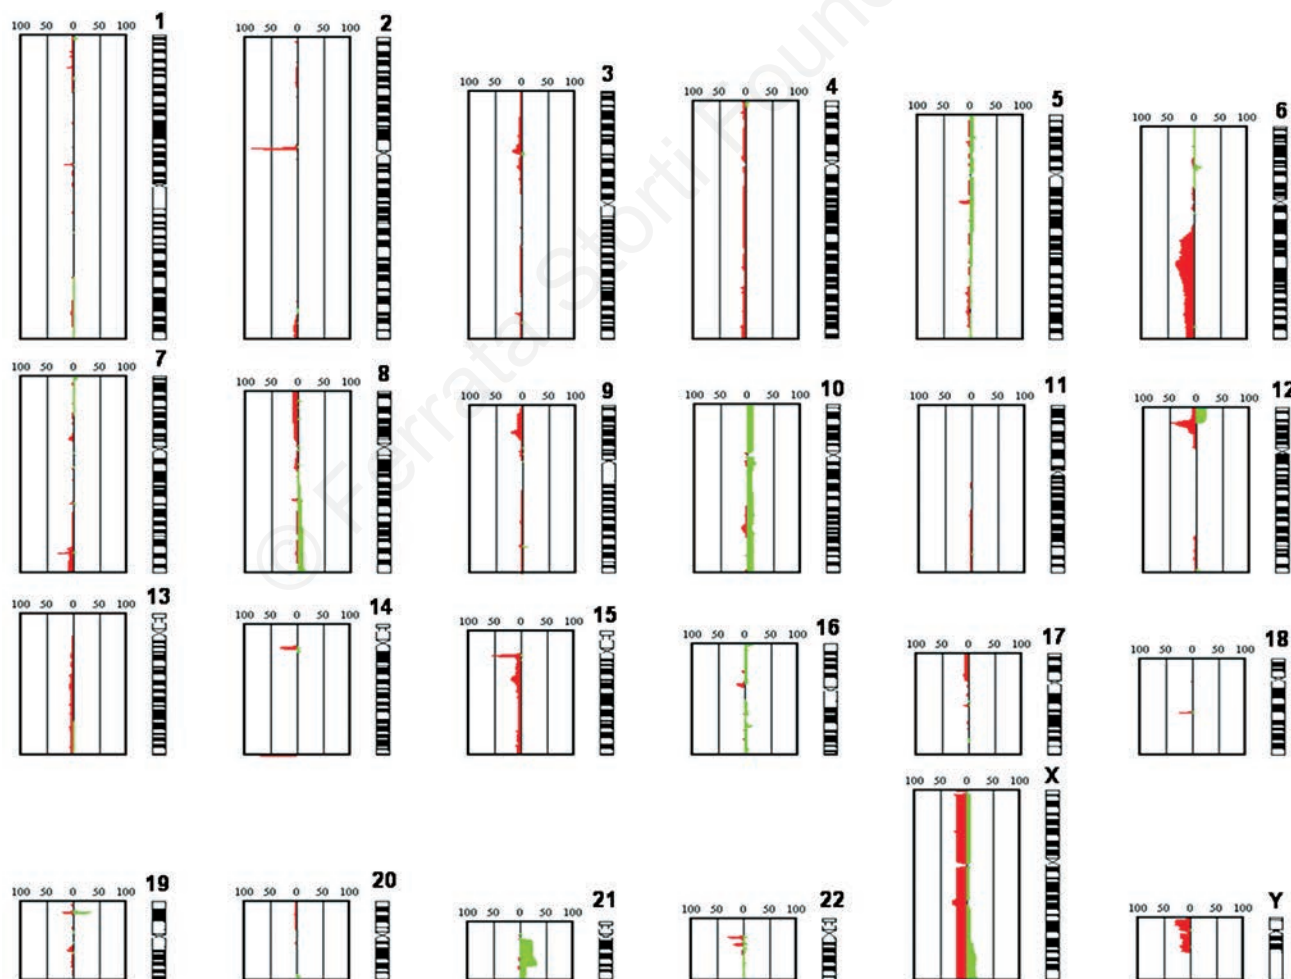 1 2 3 4 5 6
100 50 0 50 100 100 50 0 50 100 100 50 0 50 100 100 50 0 50 100 100 50 0 50 100 100 50 0 50 100
7 8 9 10 11 12
100 50 0 50 100 100 50 0 50 100 100 50 0 50 100 100 50 0 50 100 100 50 0 50 100 100 50 0 50 100
13 14 15 16 17 18
100 50 0 50 100 100 50 0 50 100 100 50 0 50 100 100 50 0 50 100 100 50 0 50 100 100 50 0 50 100
X
100 50 0 50 100
19 20 21 22 Y
100 50 0 50 100 100 50 0 50 100 100 50 0 50 100 100 50 0 50 100 100 50 0 50 100
© Ferrata Storti Foun